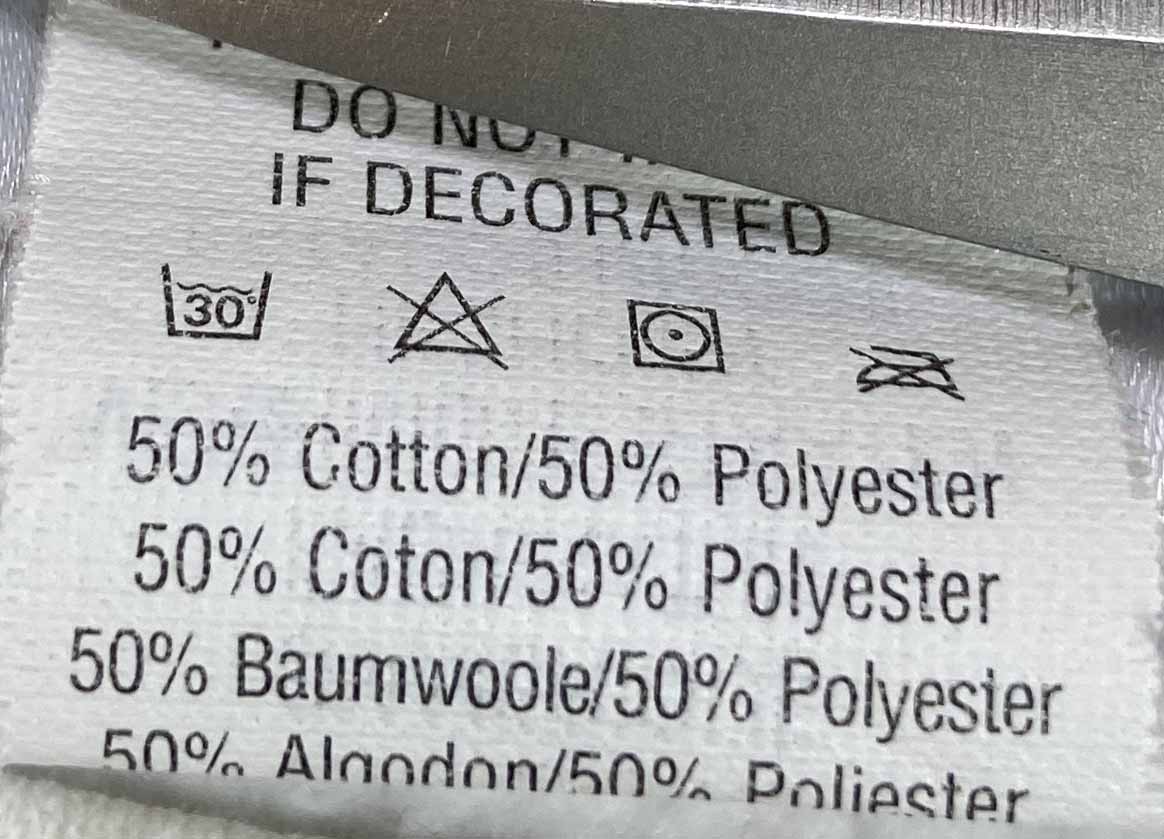 DO NOT
IF DECORATED
30°
50% Cotton/50% Polyester
50% Coton/50% Polyester
50% Baumwoole/50% Polyester
50% Algodon/50% Poliester